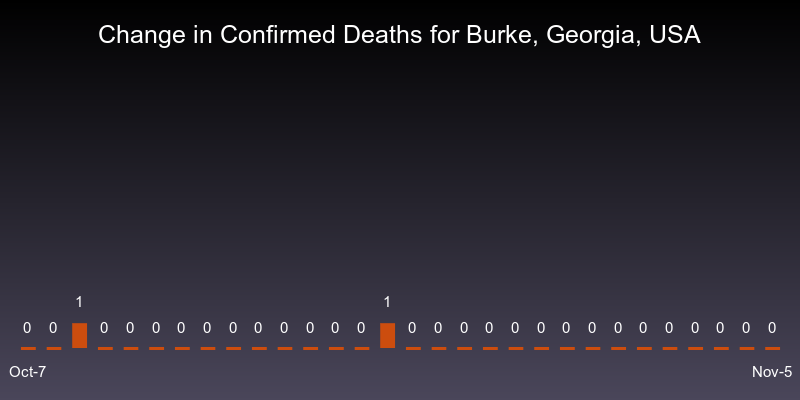 Change in Confirmed Deaths for Burke, Georgia, USA
1 1
0 0 0 0 0 0 0 0 0 0 0 0 0 0 0 0 0 0 0 0 0 0 0 0 0 0 0 0
Oct-7 Nov-5